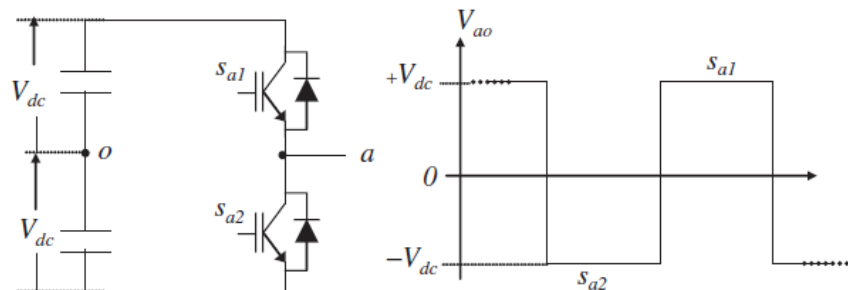 V_dc
o
V_dc
s_a1
a
s_a2
V_ao
+V_dc
s_a1
0
−V_dc
s_a2